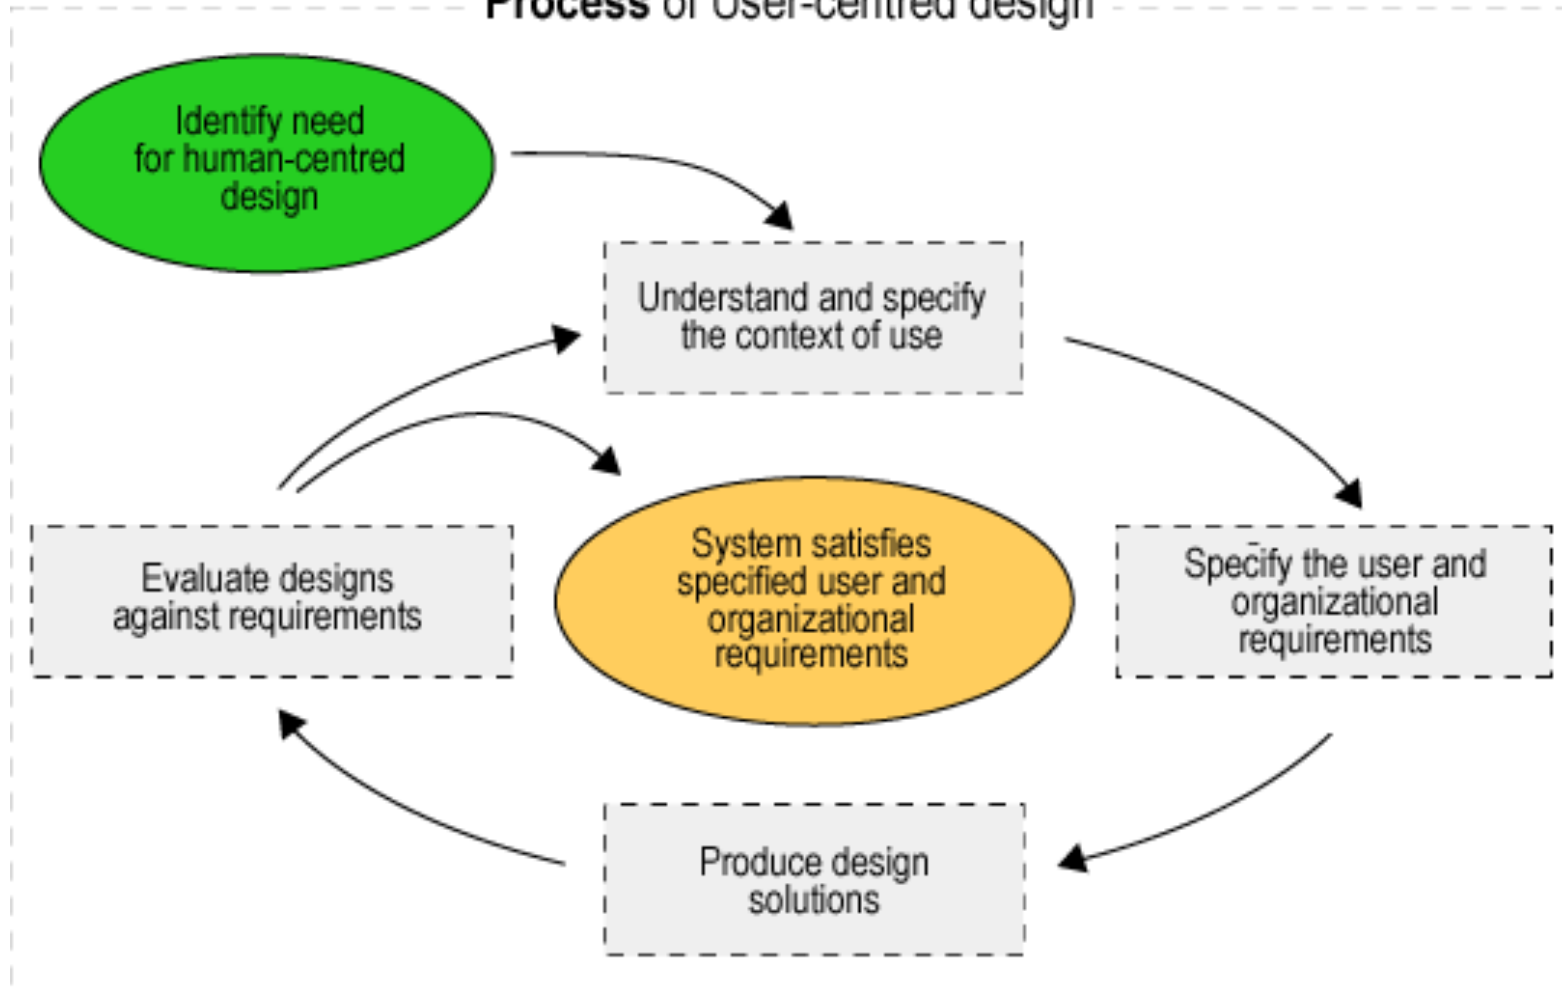 Process of User-centred design
Identify need
for human-centred
design
Understand and specify
the context of use
Evaluate designs
against requirements
System satisfies
specified user and
organizational
requirements
Specify the user and
organizational
requirements
Produce design
solutions